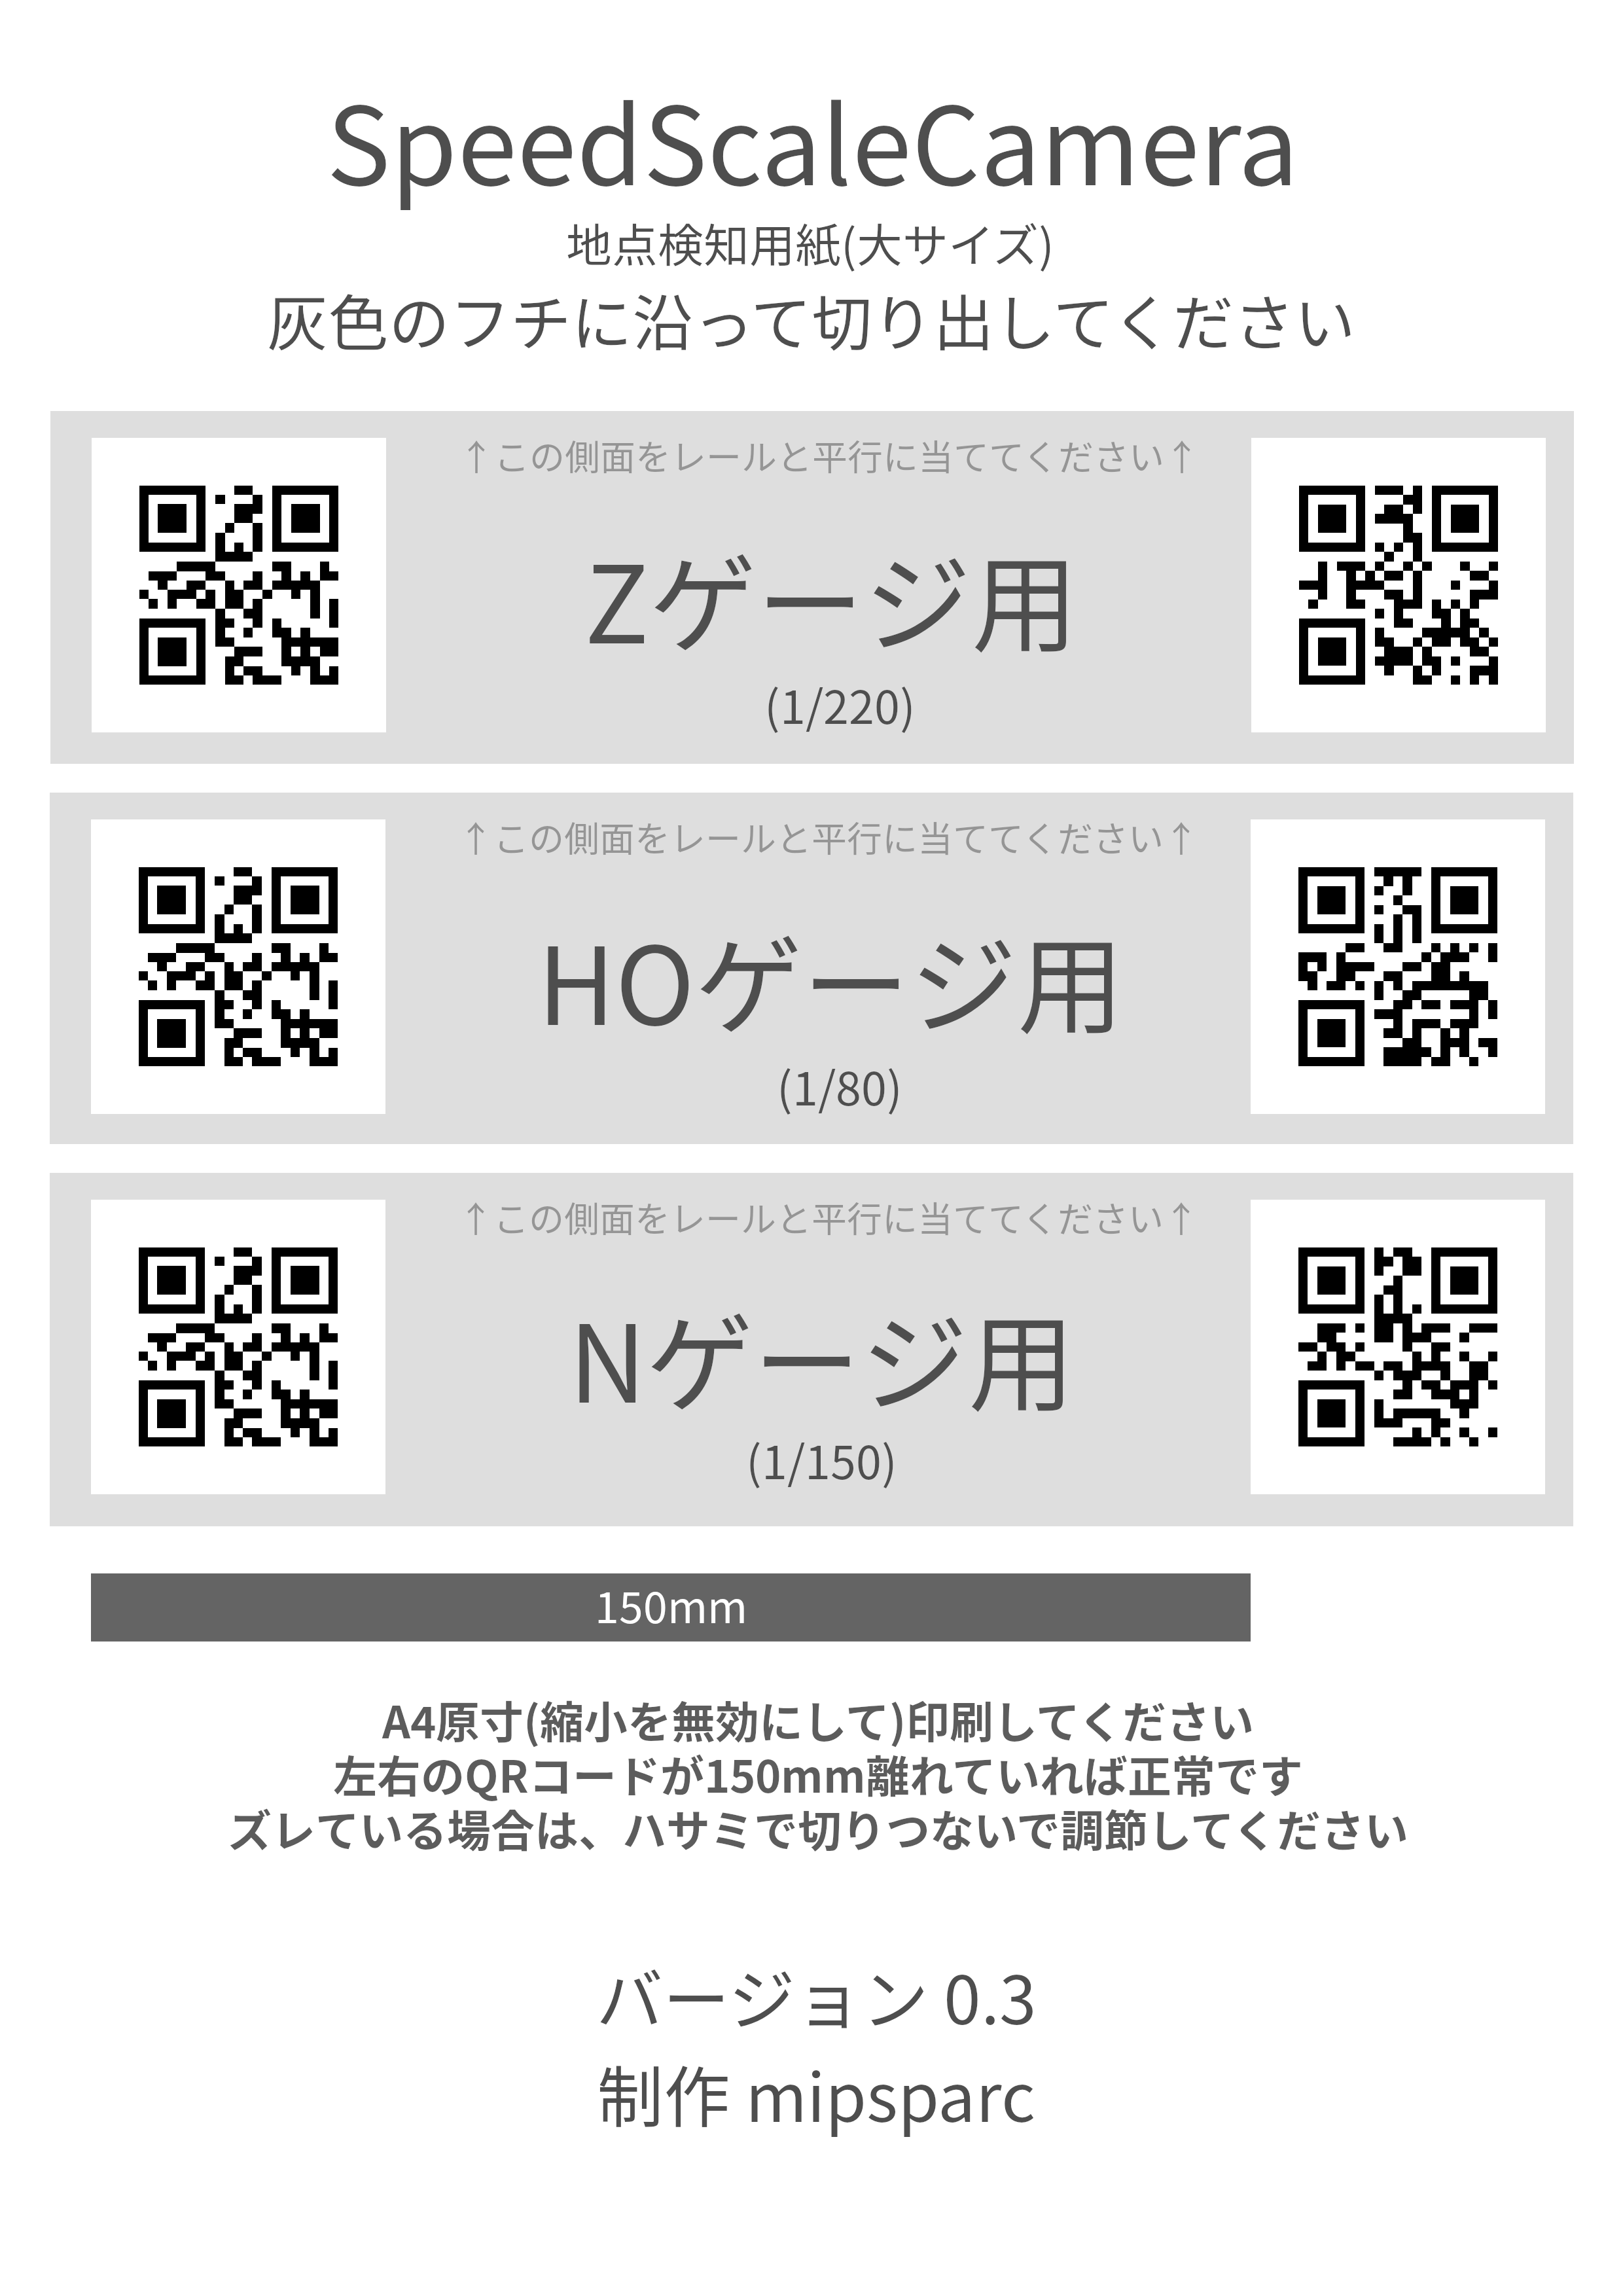 SpeedScaleCamera
地点検知用紙(大サイズ)
灰色のフチに沿って切り出してください
↑この側面をレールと平行に当ててください↑
Zゲージ用
(1/220)
↑この側面をレールと平行に当ててください↑
HOゲージ用
(1/80)
↑この側面をレールと平行に当ててください↑
Nゲージ用
(1/150)
150mm
A4原寸(縮小を無効にして)印刷してください
左右のQRコードが150mm離れていれば正常です
ズレている場合は、ハサミで切りつないで調節してください
バージョン 0.3
制作 mipsparc